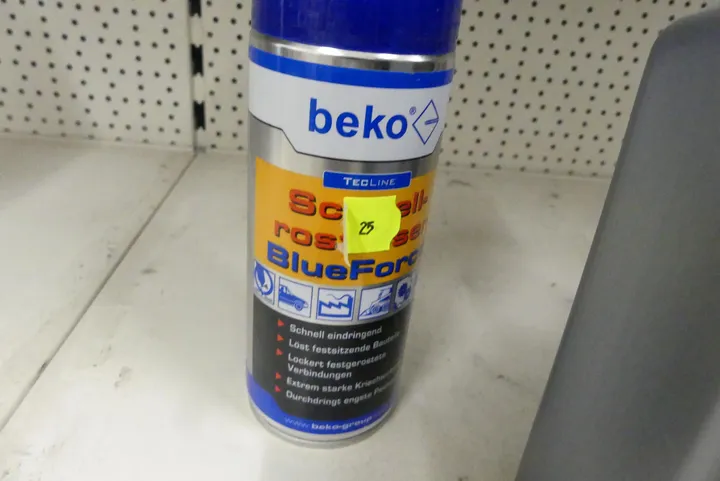 beko®
TECLINE
25
BlueForc
Schnell eindringend
Löst festsitzende Bauteile
Lockert festgerostete
Verbindungen
Extrem starke
Durchdringt engste
www.beko-group